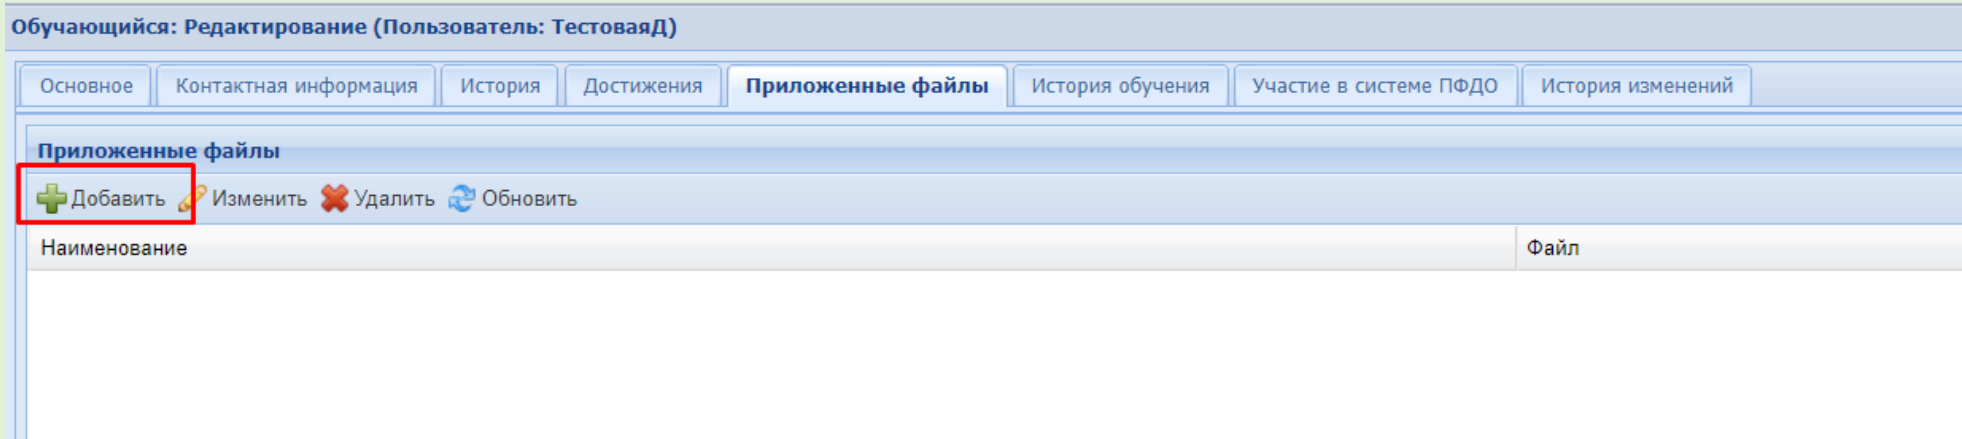 Обучающийся: Редактирование (Пользователь: ТестоваяД)
Основное Контактная информация История Достижения Приложенные файлы История обучения Участие в системе ПФДО История изменений
Приложенные файлы
Добавить Изменить Удалить Обновить
Наименование Файл